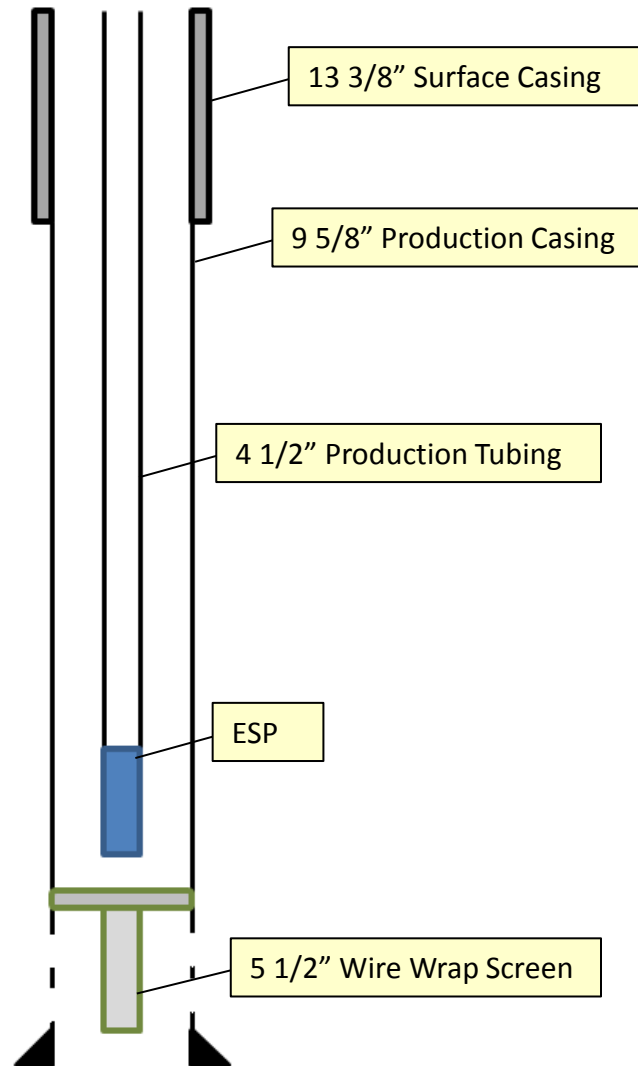 13 3/8” Surface Casing
9 5/8” Production Casing
4 1/2” Production Tubing
ESP
5 1/2” Wire Wrap Screen